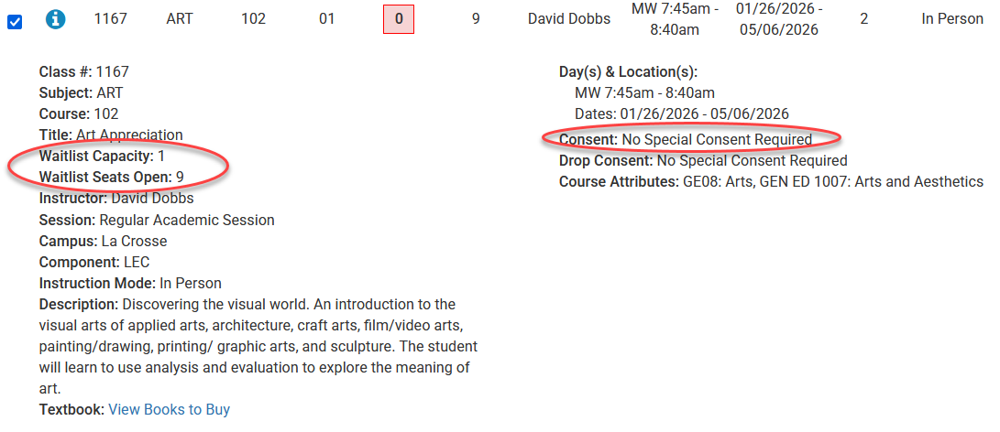 1167 ART 102 01 0 9 David Dobbs MW 7:45am - 8:40am 01/26/2026 - 05/06/2026 2 In Person
Class #: 1167
Subject: ART
Course: 102
Title: Art Appreciation
Waitlist Capacity: 1
Waitlist Seats Open: 9
Instructor: David Dobbs
Session: Regular Academic Session
Campus: La Crosse
Component: LEC
Instruction Mode: In Person
Description: Discovering the visual world. An introduction to the
visual arts of applied arts, architecture, craft arts, film/video arts,
painting/drawing, printing/ graphic arts, and sculpture. The student
will learn to use analysis and evaluation to explore the meaning of
art.
Textbook: View Books to Buy
Day(s) & Location(s):
MW 7:45am - 8:40am
Dates: 01/26/2026 - 05/06/2026
Consent: No Special Consent Required
Drop Consent: No Special Consent Required
Course Attributes: GE08: Arts, GEN ED 1007: Arts and Aesthetics